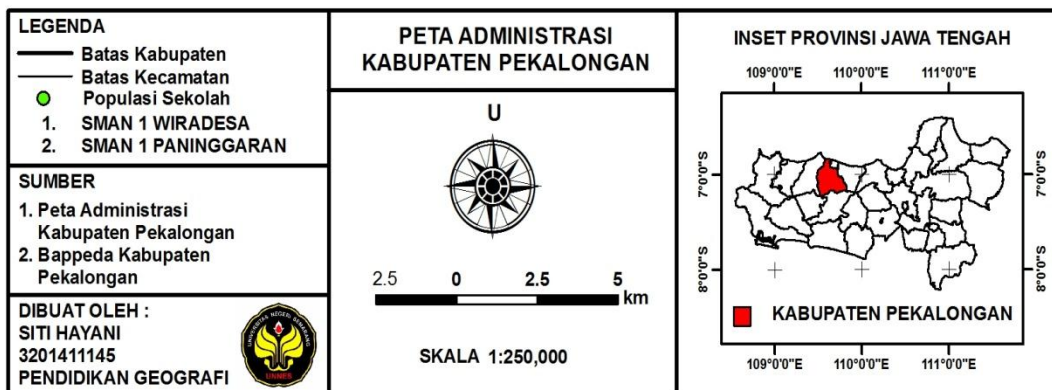 LEGENDA
Batas Kabupaten
Batas Kecamatan
Populasi Sekolah
1. SMAN 1 WIRADESA
2. SMAN 1 PANINGGARAN
SUMBER
1. Peta Administrasi
Kabupaten Pekalongan
2. Bappeda Kabupaten
Pekalongan
DIBUAT OLEH :
SITI HAYANI
3201411145
PENDIDIKAN GEOGRAFI
UNIVERSITAS NEGERI SEMARANG
UNNES
PETA ADMINISTRASI
KABUPATEN PEKALONGAN
U
2.5 0 2.5 5
km
SKALA 1:250,000
INSET PROVINSI JAWA TENGAH
109°0'0"E 110°0'0"E 111°0'0"E
7°0'0"S 7°0'0"S
8°0'0"S 8°0'0"S
KABUPATEN PEKALONGAN
109°0'0"E 110°0'0"E 111°0'0"E